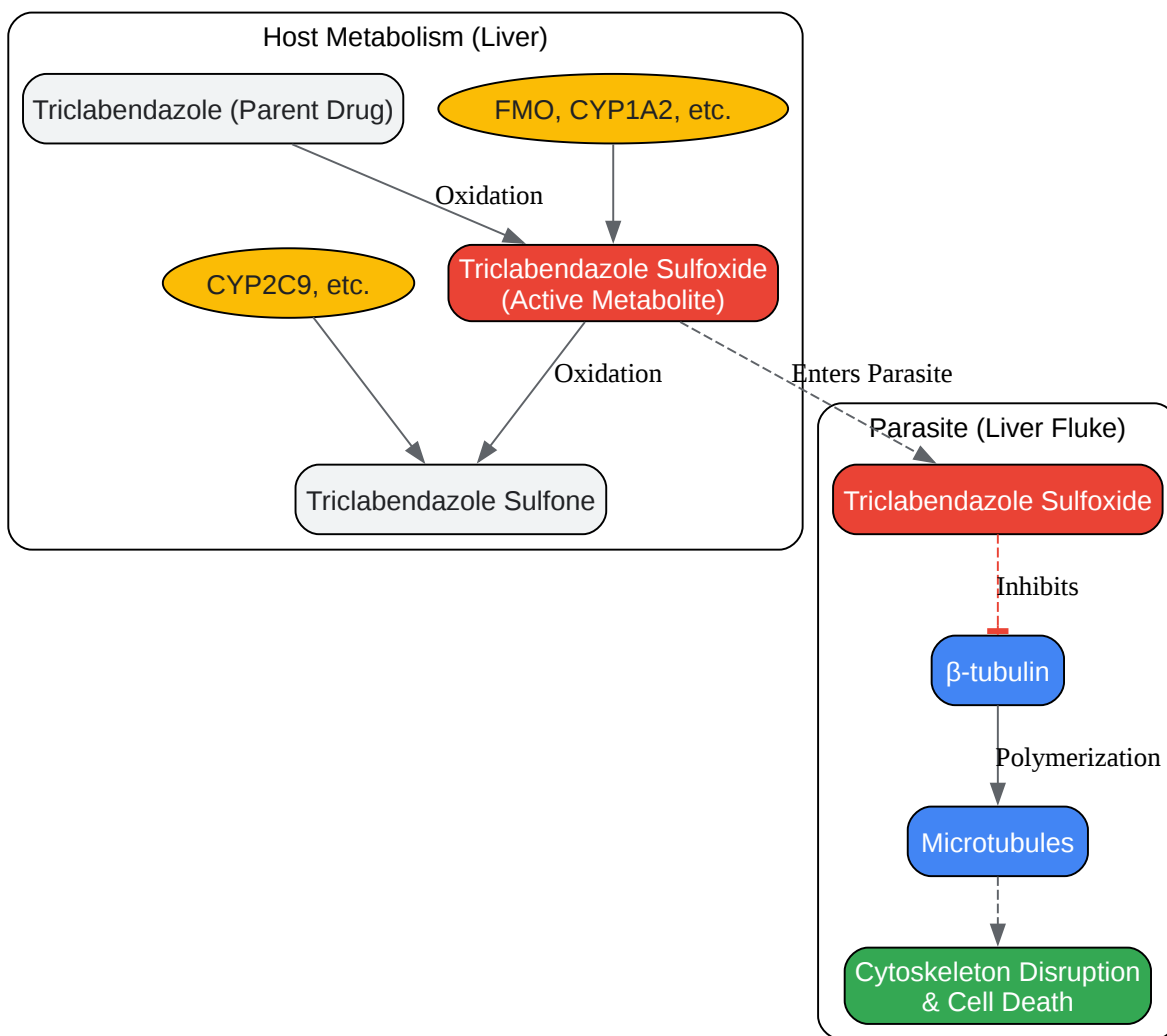 Host Metabolism (Liver)
Triclabendazole (Parent Drug)
FMO, CYP1A2, etc.
Oxidation
CYP2C9, etc.
Triclabendazole Sulfoxide
(Active Metabolite)
Oxidation
Enters Parasite
Triclabendazole Sulfone
Parasite (Liver Fluke)
Triclabendazole Sulfoxide
Inhibits
β-tubulin
Polymerization
Microtubules
Cytoskeleton Disruption
& Cell Death